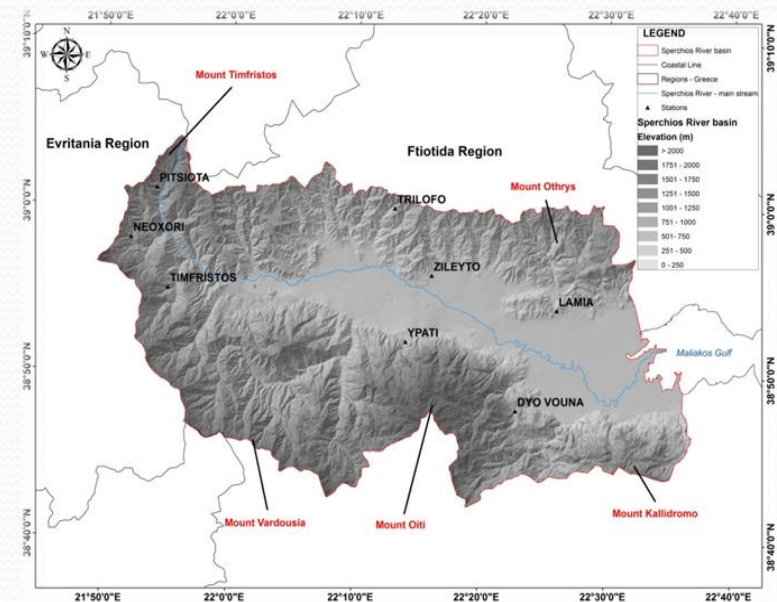 21°50'0"E 22°0'0"E 22°10'0"E 22°20'0"E 22°30'0"E 22°40'0"E
39°10'0"N
39°10'0"N
N
W E
S
LEGEND
Sperchios River basin
Coastal Line
Regions - Greece
Sperchios River - main stream
Stations
Sperchios River basin
Elevation (m)
> 2000
1751 - 2000
1501 - 1750
1251 - 1500
1001 - 1250
751 - 1000
501- 750
251 - 500
0 - 250
Mount Timfristos
Evritania Region
Ftiotida Region
Mount Othrys
PITSIOTA
39°0'0"N
39°0'0"N
TRILOFO
NEOXORI
ZILEYTO
TIMFRISTOS
LAMIA
YPATI
Maliakos Gulf
38°50'0"N
38°50'0"N
DYO VOUNA
Mount Vardousia
Mount Oiti
Mount Kallidromo
38°40'0"N
38°40'0"N
21°50'0"E 22°0'0"E 22°10'0"E 22°20'0"E 22°30'0"E 22°40'0"E